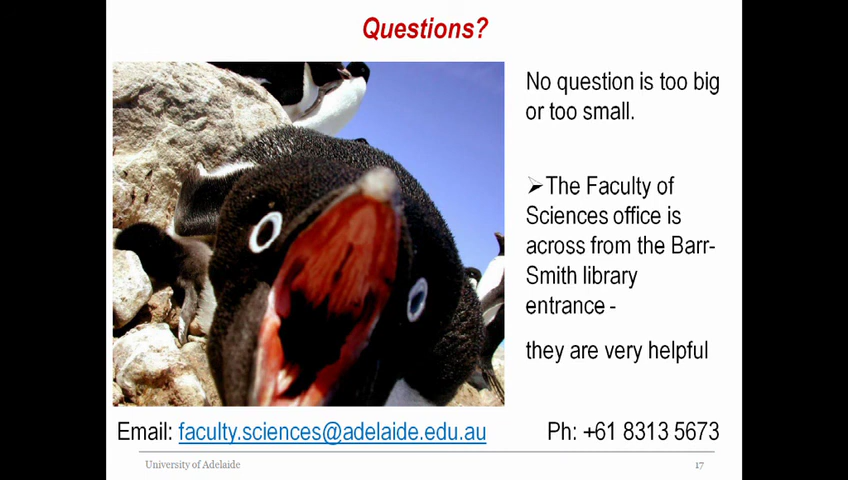 Questions?
No question is too big
or too small.
➢The Faculty of
Sciences office is
across from the Barr-
Smith library
entrance -
they are very helpful
Email: faculty.sciences@adelaide.edu.au
Ph: +61 8313 5673
University of Adelaide
17